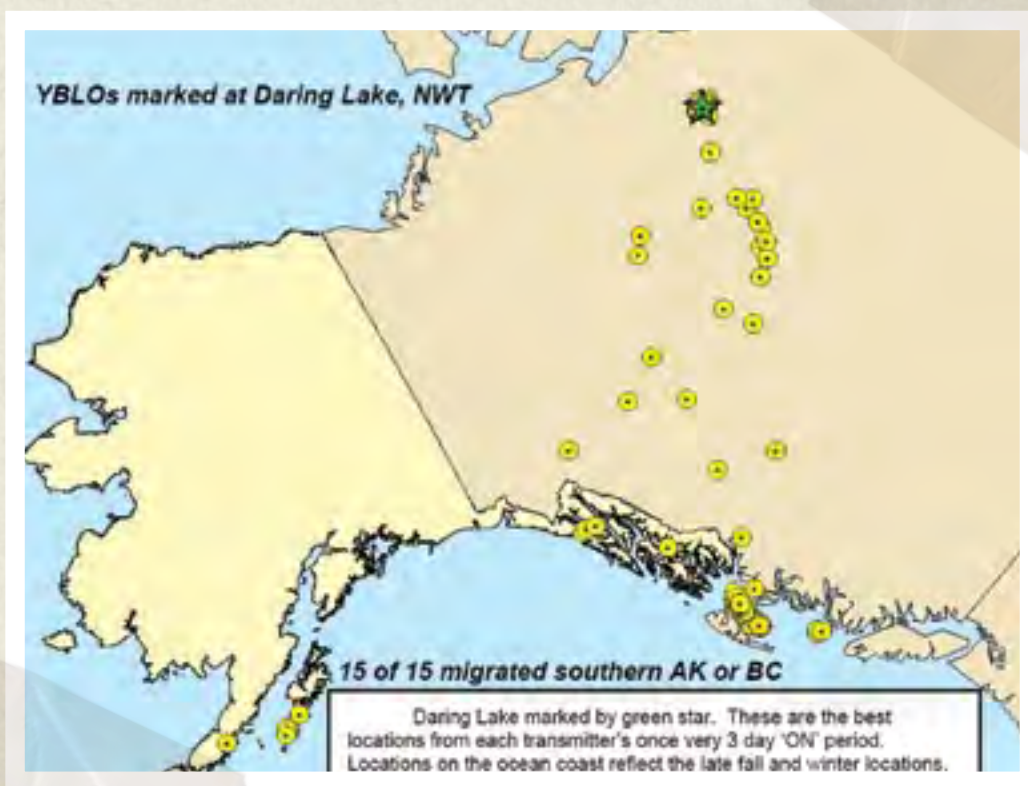 YBLOs marked at Daring Lake, NWT
15 of 15 migrated southern AK or BC
Daring Lake marked by green star. These are the best
locations from each transmitter's once very 3 day 'ON' period.
Locations on the ocean coast reflect the late fall and winter locations.